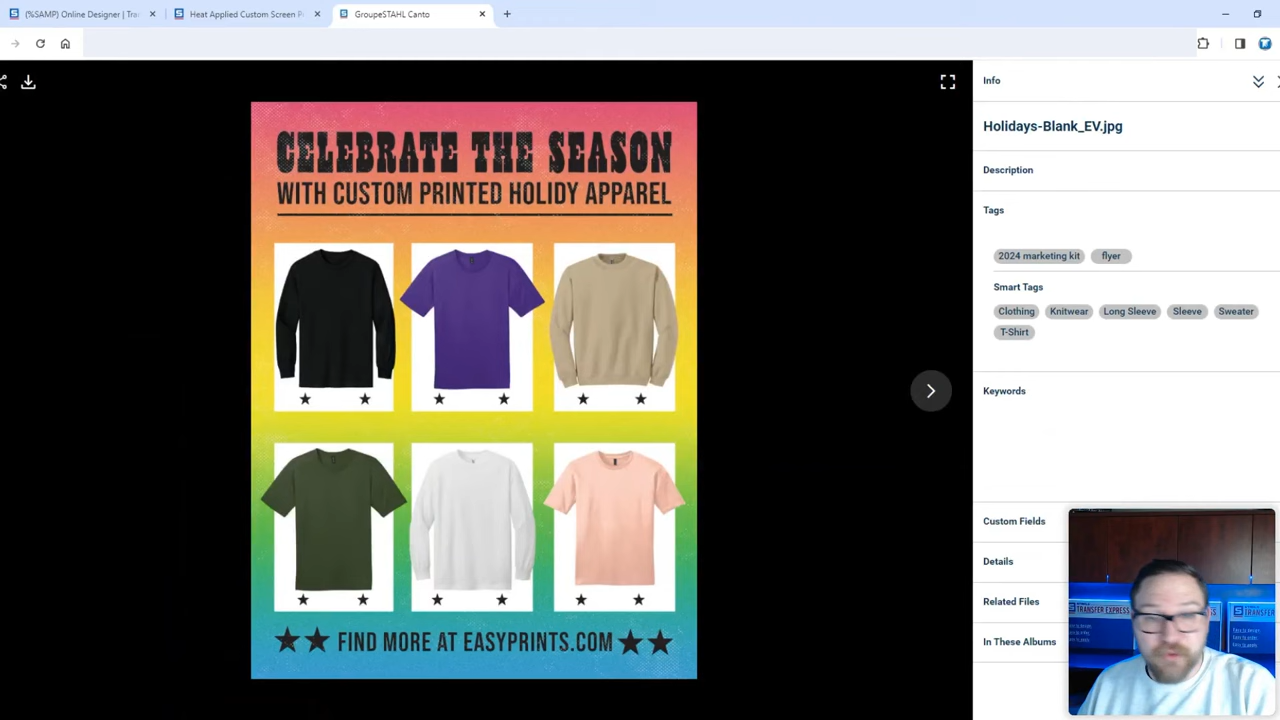 (%SAMP) Online Designer | Tra
Heat Applied Custom Screen P
GroupeSTAHL Canto
Info
Holidays-Blank_EV.jpg
Description
Tags
2024 marketing kit
flyer
Smart Tags
Clothing
Knitwear
Long Sleeve
Sleeve
Sweater
T-Shirt
Keywords
Custom Fields
Details
Related Files
In These Albums
CELEBRATE THE SEASON
WITH CUSTOM PRINTED HOLIDY APPAREL
FIND MORE AT EASYPRINTS.COM
TRANSFER EXPRESS
TRANSFER